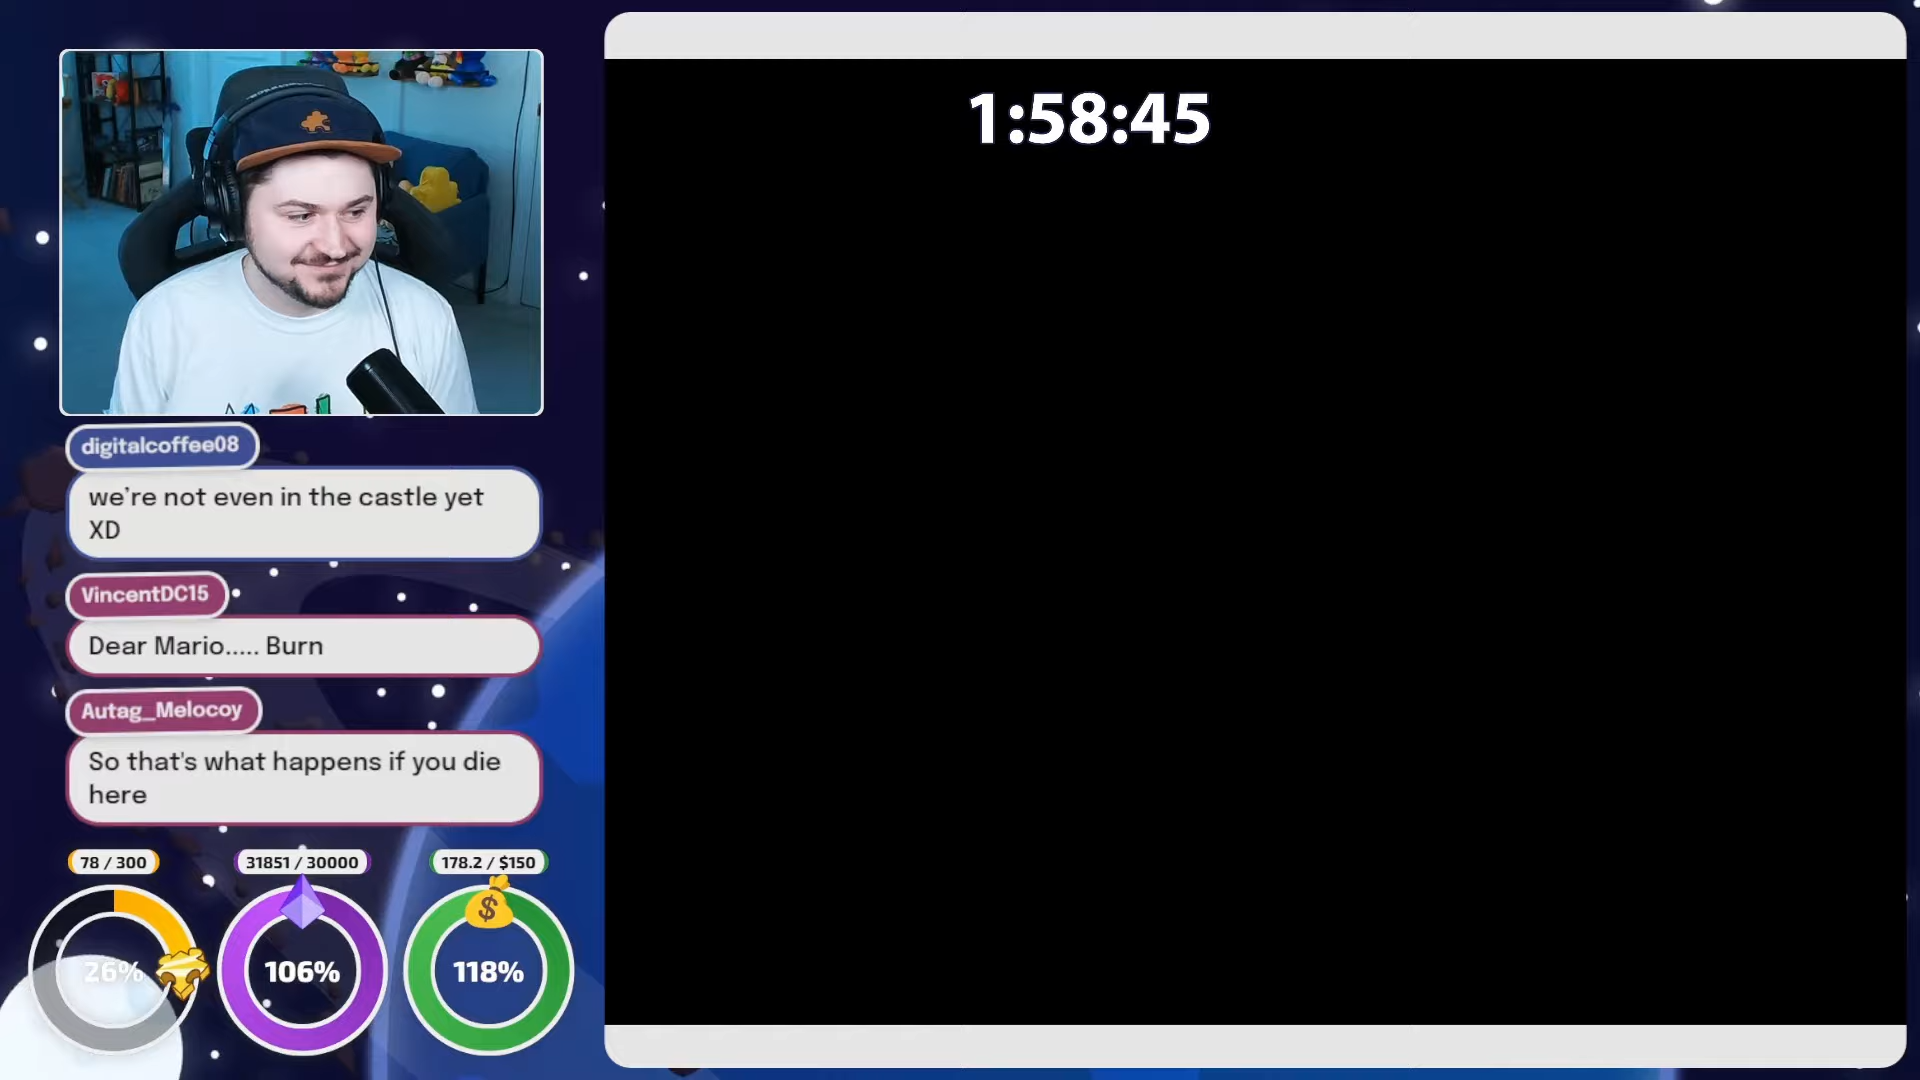 1:58:45
digitalcoffee08
we're not even in the castle yet
XD
VincentDC15
Dear Mario..... Burn
Autag_Melocoy
So that's what happens if you die
here
78 / 300
31851 / 30000
178.2 / $150
26%
106%
118%